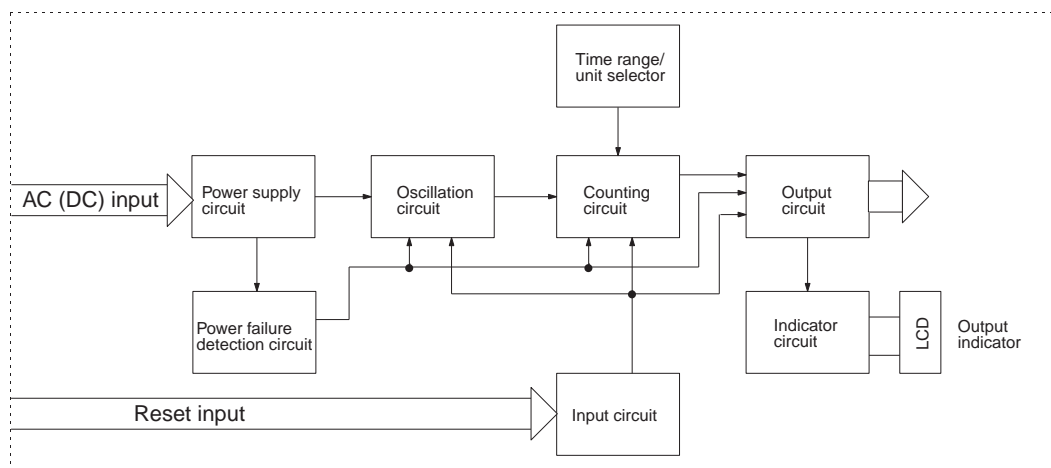 Time range/
unit selector
AC (DC) input
Power supply
circuit
Oscillation
circuit
Counting
circuit
Output
circuit
Power failure
detection circuit
Indicator
circuit
LCD
Output
indicator
Reset input
Input circuit